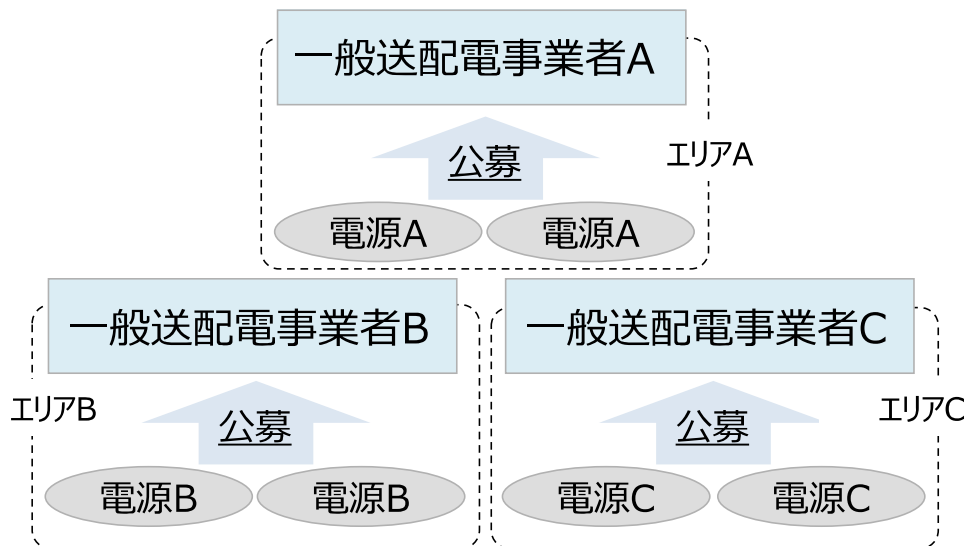 一般送配電事業者A
エリアA
公募
電源A 電源A
一般送配電事業者B
一般送配電事業者C
エリアB
公募
電源B 電源B
エリアC
公募
電源C 電源C